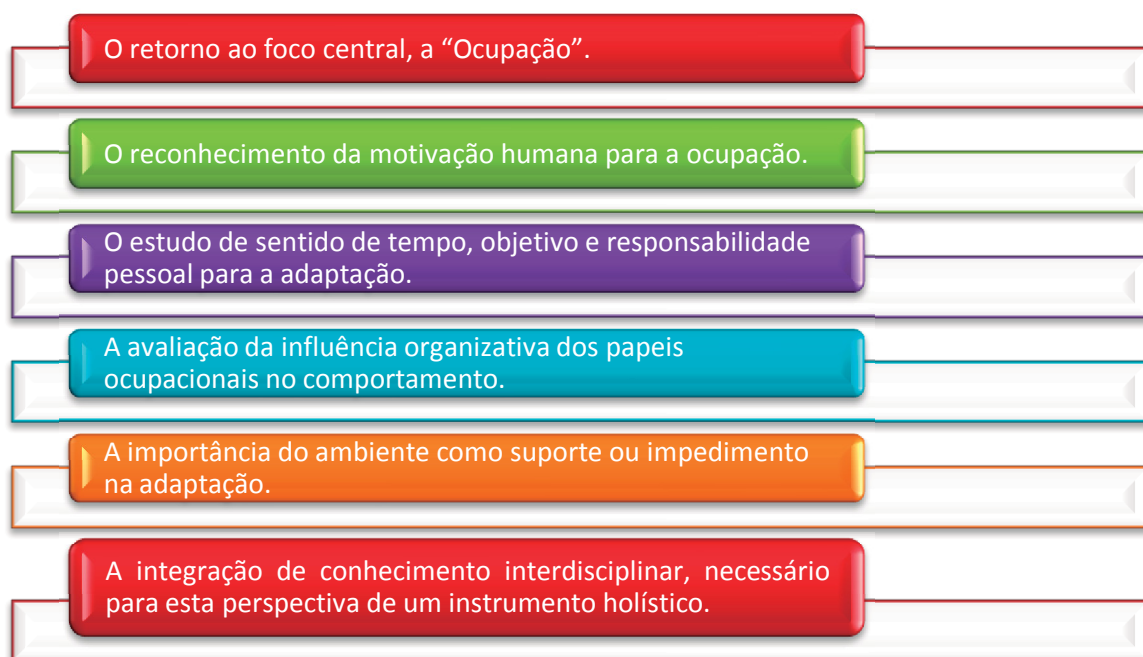 O retorno ao foco central, a “Ocupação”.
O reconhecimento da motivação humana para a ocupação.
O estudo de sentido de tempo, objetivo e responsabilidade
pessoal para a adaptação.
A avaliação da influência organizativa dos papeis
ocupacionais no comportamento.
A importância do ambiente como suporte ou impedimento
na adaptação.
A integração de conhecimento interdisciplinar, necessário
para esta perspectiva de um instrumento holístico.